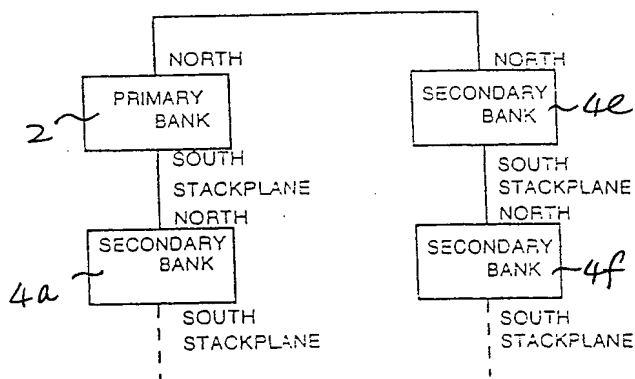 NORTH
NORTH
PRIMARY
BANK
2
SECONDARY
BANK
4e
SOUTH
STACKPLANE
NORTH
SOUTH
STACKPLANE
NORTH
SECONDARY
BANK
4a
SECONDARY
BANK
4f
SOUTH
STACKPLANE
SOUTH
STACKPLANE